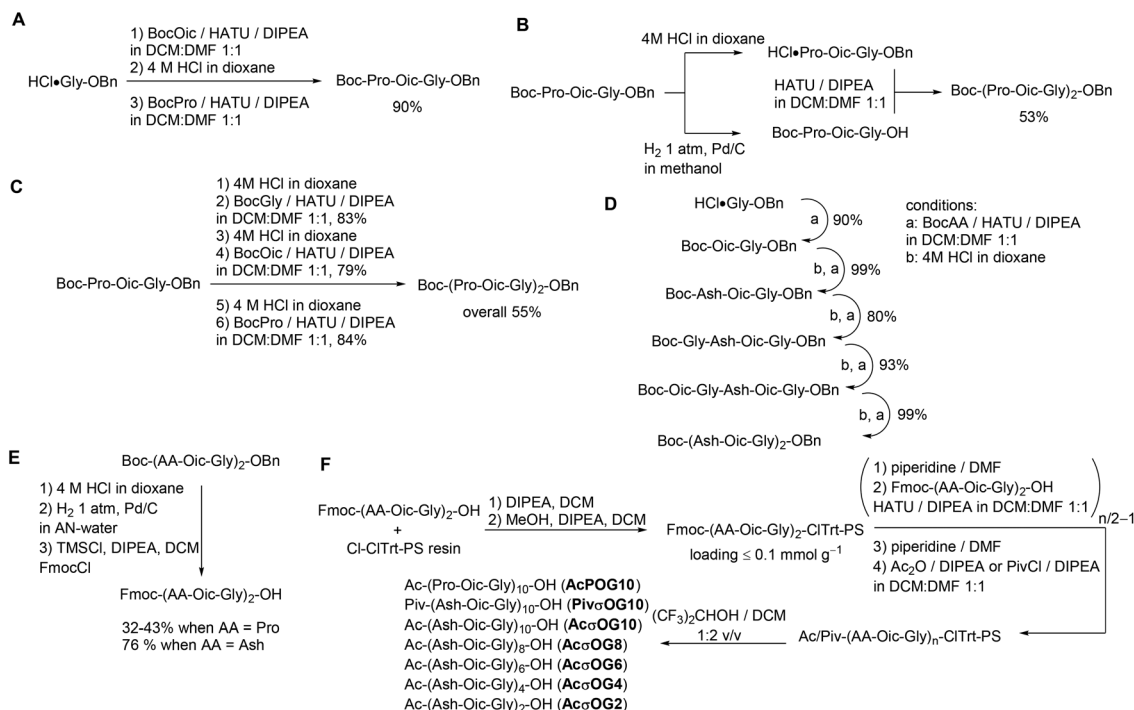 A
HCl•Gly-OBn
1) BocOic / HATU / DIPEA
in DCM:DMF 1:1
2) 4 M HCl in dioxane
3) BocPro / HATU / DIPEA
in DCM:DMF 1:1
Boc-Pro-Oic-Gly-OBn
90%
B
Boc-Pro-Oic-Gly-OBn
4M HCl in dioxane
HCl•Pro-Oic-Gly-OBn
HATU / DIPEA
in DCM:DMF 1:1
Boc-Pro-Oic-Gly-OH
H₂ 1 atm, Pd/C
in methanol
Boc-(Pro-Oic-Gly)₂-OBn
53%
C
Boc-Pro-Oic-Gly-OBn
1) 4M HCl in dioxane
2) BocGly / HATU / DIPEA
in DCM:DMF 1:1, 83%
3) 4M HCl in dioxane
4) BocOic / HATU / DIPEA
in DCM:DMF 1:1, 79%
5) 4 M HCl in dioxane
6) BocPro / HATU / DIPEA
in DCM:DMF 1:1, 84%
Boc-(Pro-Oic-Gly)₂-OBn
overall 55%
D
HCl•Gly-OBn
a 90%
Boc-Oic-Gly-OBn
b, a 99%
Boc-Ash-Oic-Gly-OBn
b, a 80%
Boc-Gly-Ash-Oic-Gly-OBn
b, a 93%
Boc-Oic-Gly-Ash-Oic-Gly-OBn
b, a 99%
Boc-(Ash-Oic-Gly)₂-OBn
conditions:
a: BocAA / HATU / DIPEA
in DCM:DMF 1:1
b: 4M HCl in dioxane
E
Boc-(AA-Oic-Gly)₂-OBn
1) 4 M HCl in dioxane
2) H₂ 1 atm, Pd/C
in AN-water
3) TMSCl, DIPEA, DCM
FmocCl
Fmoc-(AA-Oic-Gly)₂-OH
32-43% when AA = Pro
76 % when AA = Ash
F
Fmoc-(AA-Oic-Gly)₂-OH
+
Cl-ClTrt-PS resin
1) DIPEA, DCM
2) MeOH, DIPEA, DCM
Fmoc-(AA-Oic-Gly)₂-ClTrt-PS
loading ≤ 0.1 mmol g⁻¹
1) piperidine / DMF
2) Fmoc-(AA-Oic-Gly)₂-OH
HATU / DIPEA in DCM:DMF 1:1
n/2−1
3) piperidine / DMF
4) Ac₂O / DIPEA or PivCl / DIPEA
in DCM:DMF 1:1
Ac/Piv-(AA-Oic-Gly)ₙ-ClTrt-PS
(CF₃)₂CHOH / DCM
1:2 v/v
Ac-(Pro-Oic-Gly)₁₀-OH (AcPOG10)
Piv-(Ash-Oic-Gly)₁₀-OH (PivσOG10)
Ac-(Ash-Oic-Gly)₁₀-OH (AcσOG10)
Ac-(Ash-Oic-Gly)₈-OH (AcσOG8)
Ac-(Ash-Oic-Gly)₆-OH (AcσOG6)
Ac-(Ash-Oic-Gly)₄-OH (AcσOG4)
Ac-(Ash-Oic-Gly)₂-OH (AcσOG2)